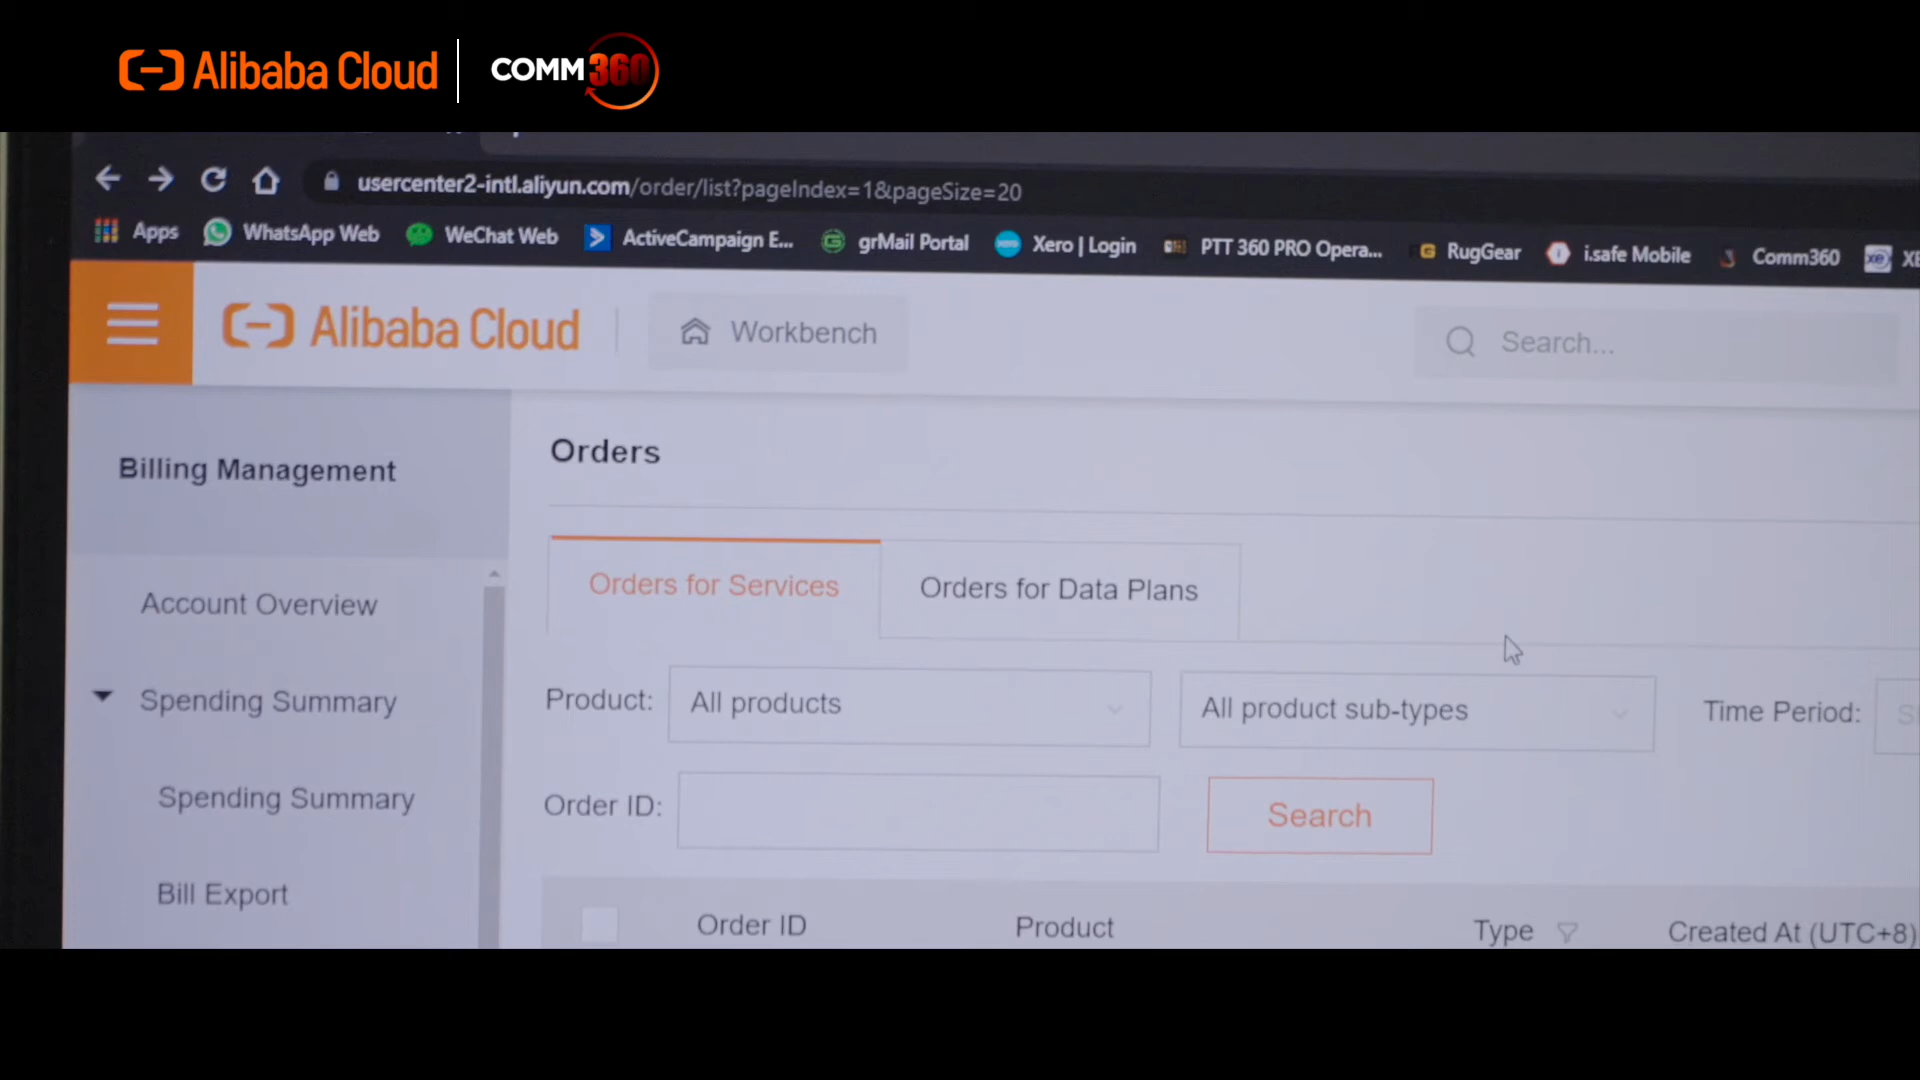 Alibaba Cloud
COMM360
usercenter2-intl.aliyun.com/order/list?pageIndex=1&pageSize=20
Apps WhatsApp Web WeChat Web ActiveCampaign E... grMail Portal Xero | Login PTT 360 PRO Opera... RugGear i.safe Mobile Comm360
Alibaba Cloud Workbench Search...
Billing Management
Orders
Orders for Services Orders for Data Plans
Account Overview
Spending Summary
Product: All products All product sub-types Time Period:
Spending Summary
Order ID: Search
Bill Export
Order ID Product Type Created At (UTC+8)